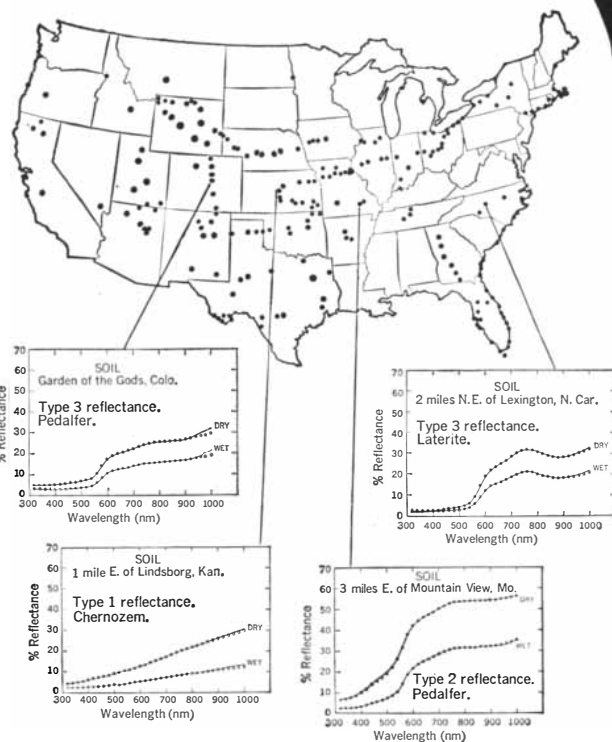 SOIL
Garden of the Gods, Colo.
Type 3 reflectance.
Pedalfer.
DRY
WET
% Reflectance
70
60
50
40
30
20
10
0
300 400 500 600 700 800 900 1000
Wavelength (nm)
SOIL
2 miles N.E. of Lexington, N. Car.
Type 3 reflectance.
Laterite.
DRY
WET
% Reflectance
70
60
50
40
30
20
10
0
300 400 500 600 700 800 900 1000
Wavelength (nm)
SOIL
1 mile E. of Lindsborg, Kan.
Type 1 reflectance.
Chernozem.
DRY
WET
% Reflectance
70
60
50
40
30
20
10
0
300 400 500 600 700 800 900 1000
Wavelength (nm)
SOIL
3 miles E. of Mountain View, Mo.
DRY
WET
Type 2 reflectance.
Pedalfer.
% Reflectance
70
60
50
40
30
20
10
0
300 400 500 600 700 800 900 1000
Wavelength (nm)